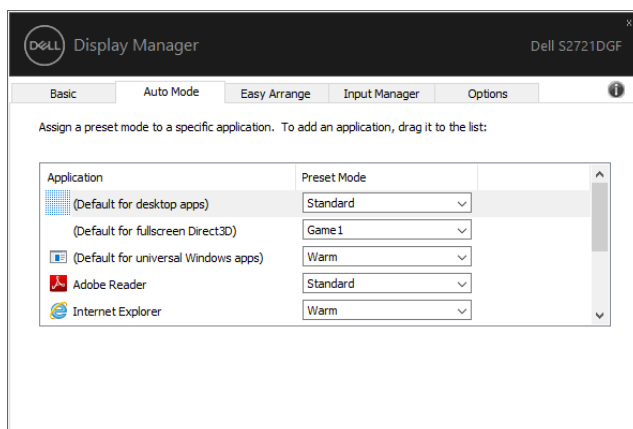 DELL Display Manager Dell S2721DGF
x
Basic Auto Mode Easy Arrange Input Manager Options
Assign a preset mode to a specific application. To add an application, drag it to the list:
Application Preset Mode
(Default for desktop apps) Standard
(Default for fullscreen Direct3D) Game1
(Default for universal Windows apps) Warm
Adobe Reader Standard
Internet Explorer Warm